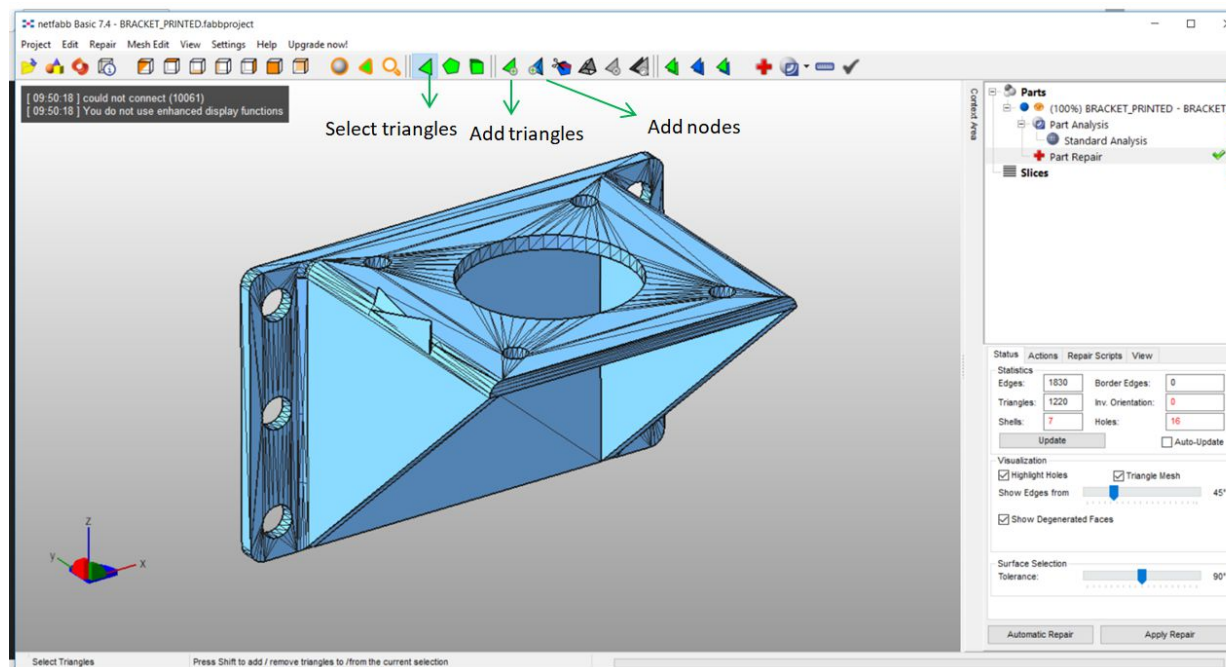 netfabb Basic 7.4 - BRACKET_PRINTED.fabbproject
Project Edit Repair Mesh Edit View Settings Help Upgrade now!
[ 09:50:18 ] could not connect (10061)
[ 09:50:18 ] You do not use enhanced display functions
Select triangles Add triangles Add nodes
Context Area
Parts
(100%) BRACKET_PRINTED - BRACKET
Part Analysis
Standard Analysis
Part Repair
Slices
Status Actions Repair Scripts View
Statistics
Edges: 1830 Border Edges: 0
Triangles: 1220 Inv. Orientation: 0
Shells: 7 Holes: 16
Update Auto-Update
Visualization
Highlight Holes Triangle Mesh
Show Edges from 45°
Show Degenerated Faces
Surface Selection
Tolerance: 90°
Automatic Repair Apply Repair
z
y
x
Select Triangles Press Shift to add / remove triangles to /from the current selection